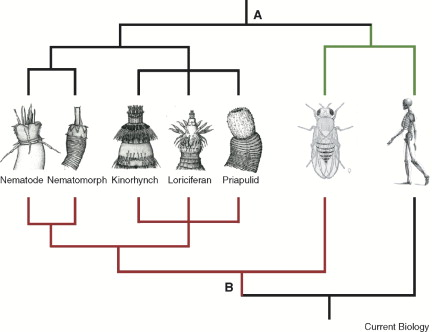 A
Nematode Nematomorph Kinorhynch Loriciferan Priapulid
B
Current Biology